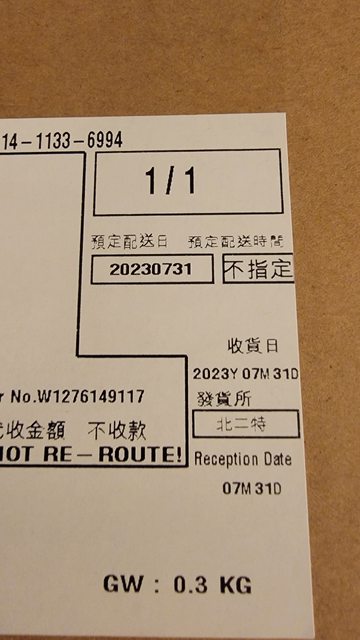 14-1133-6994
1/1
預定配送日 預定配送時間
20230731 不指定
收貨日
2023Y 07M 31D
r No.W1276149117
發貨所
代收金額 不收款
北二特
NOT RE-ROUTE!
Reception Date
07M 31D
GW : 0.3 KG